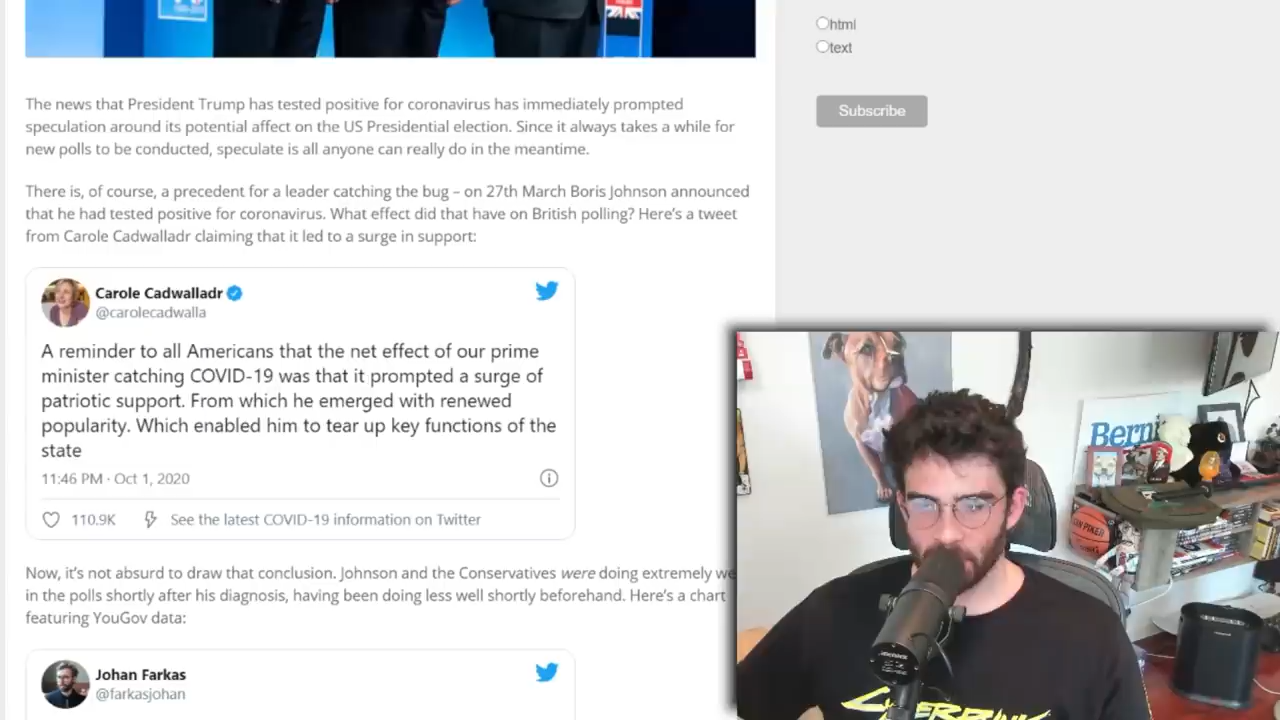 html
text
Subscribe
The news that President Trump has tested positive for coronavirus has immediately prompted
speculation around its potential affect on the US Presidential election. Since it always takes a while for
new polls to be conducted, speculate is all anyone can really do in the meantime.
There is, of course, a precedent for a leader catching the bug – on 27th March Boris Johnson announced
that he had tested positive for coronavirus. What effect did that have on British polling? Here's a tweet
from Carole Cadwalladr claiming that it led to a surge in support:
Carole Cadwalladr
@carolecadwalla
A reminder to all Americans that the net effect of our prime
minister catching COVID-19 was that it prompted a surge of
patriotic support. From which he emerged with renewed
popularity. Which enabled him to tear up key functions of the
state
11:46 PM · Oct 1, 2020
110.9K See the latest COVID-19 information on Twitter
Now, it's not absurd to draw that conclusion. Johnson and the Conservatives were doing extremely we
in the polls shortly after his diagnosis, having been doing less well shortly beforehand. Here's a chart
featuring YouGov data:
Johan Farkas
@farkasjohan
Bern